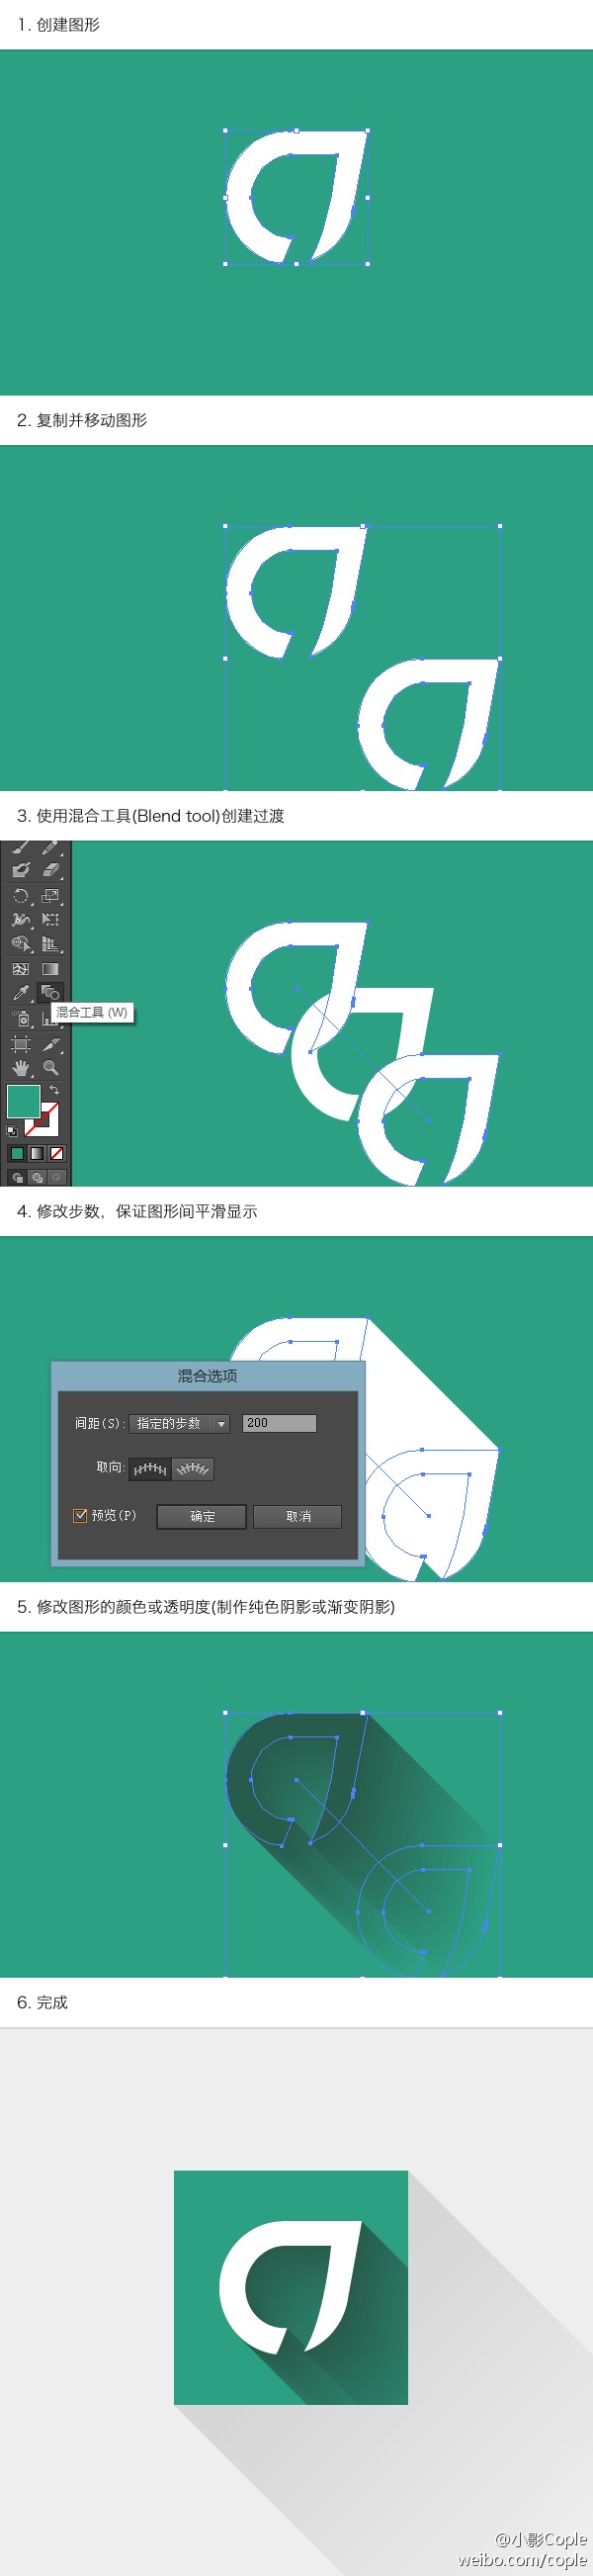 1. 创建图形
2. 复制并移动图形
3. 使用混合工具(Blend tool)创建过渡
混合工具 (W)
4. 修改步数，保证图形间平滑显示
混合选项
间距(S): 指定的步数 200
取向:
预览(P) 确定 取消
5. 修改图形的颜色或透明度(制作纯色阴影或渐变阴影)
6. 完成
@小影Cople
weibo.com/cople